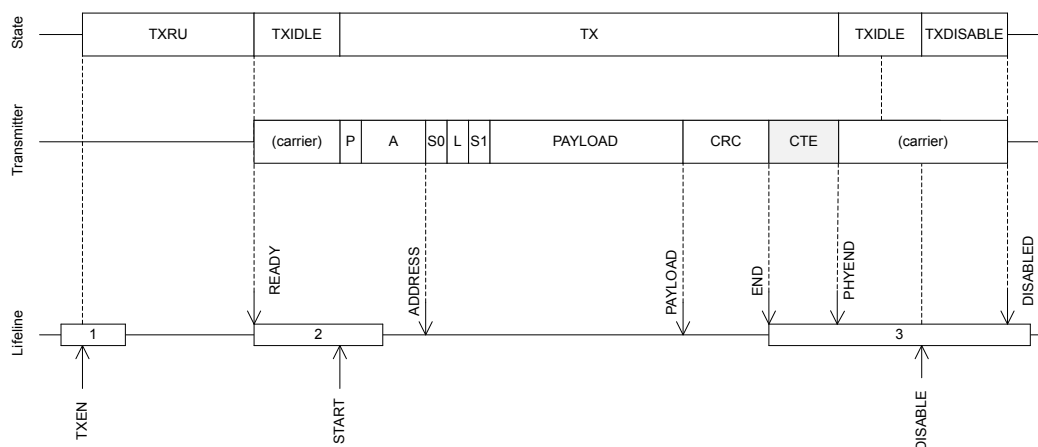 State
TXRU
TXIDLE
TX
TXIDLE
TXDISABLE
Transmitter
(carrier)
P
A
S0
L
S1
PAYLOAD
CRC
CTE
(carrier)
READY
ADDRESS
PAYLOAD
END
PHYEND
DISABLED
Lifeline
1
2
3
TXEN
START
DISABLE